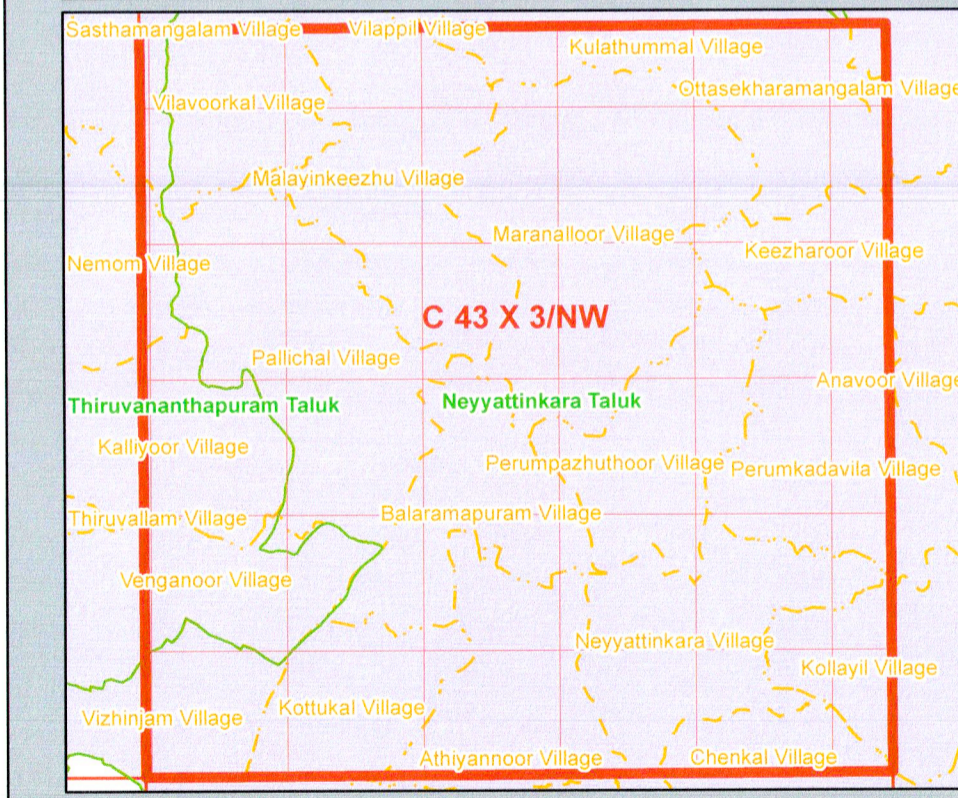 Sasthamangalam Village
Vilappil Village
Kulathummal Village
Ottasekharamangalam Village
Vilavoorkal Village
Malayinkeezhu Village
Maranalloor Village
Keezharoor Village
Nemom Village
C 43 X 3/NW
Pallichal Village
Anavoor Village
Thiruvananthapuram Taluk
Neyyattinkara Taluk
Kalliyoor Village
Perumpazhuthoor Village
Perumkadavila Village
Thiruvallam Village
Balaramapuram Village
Venganoor Village
Neyyattinkara Village
Kollayil Village
Vizhinjam Village
Kottukal Village
Athiyannoor Village
Chenkal Village